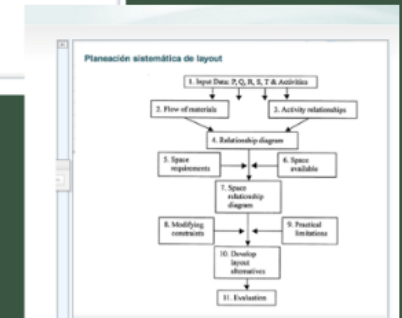 Planeación sistemática de layout
1. Input Data: P, Q, R, S, T & Activities
2. Flow of materials
3. Activity relationships
4. Relationship diagram
5. Space
requirements
6. Space
available
7. Space
relationship
diagram
8. Modifying
constraints
9. Practical
limitations
10. Develop
layout
alternatives
11. Evaluation